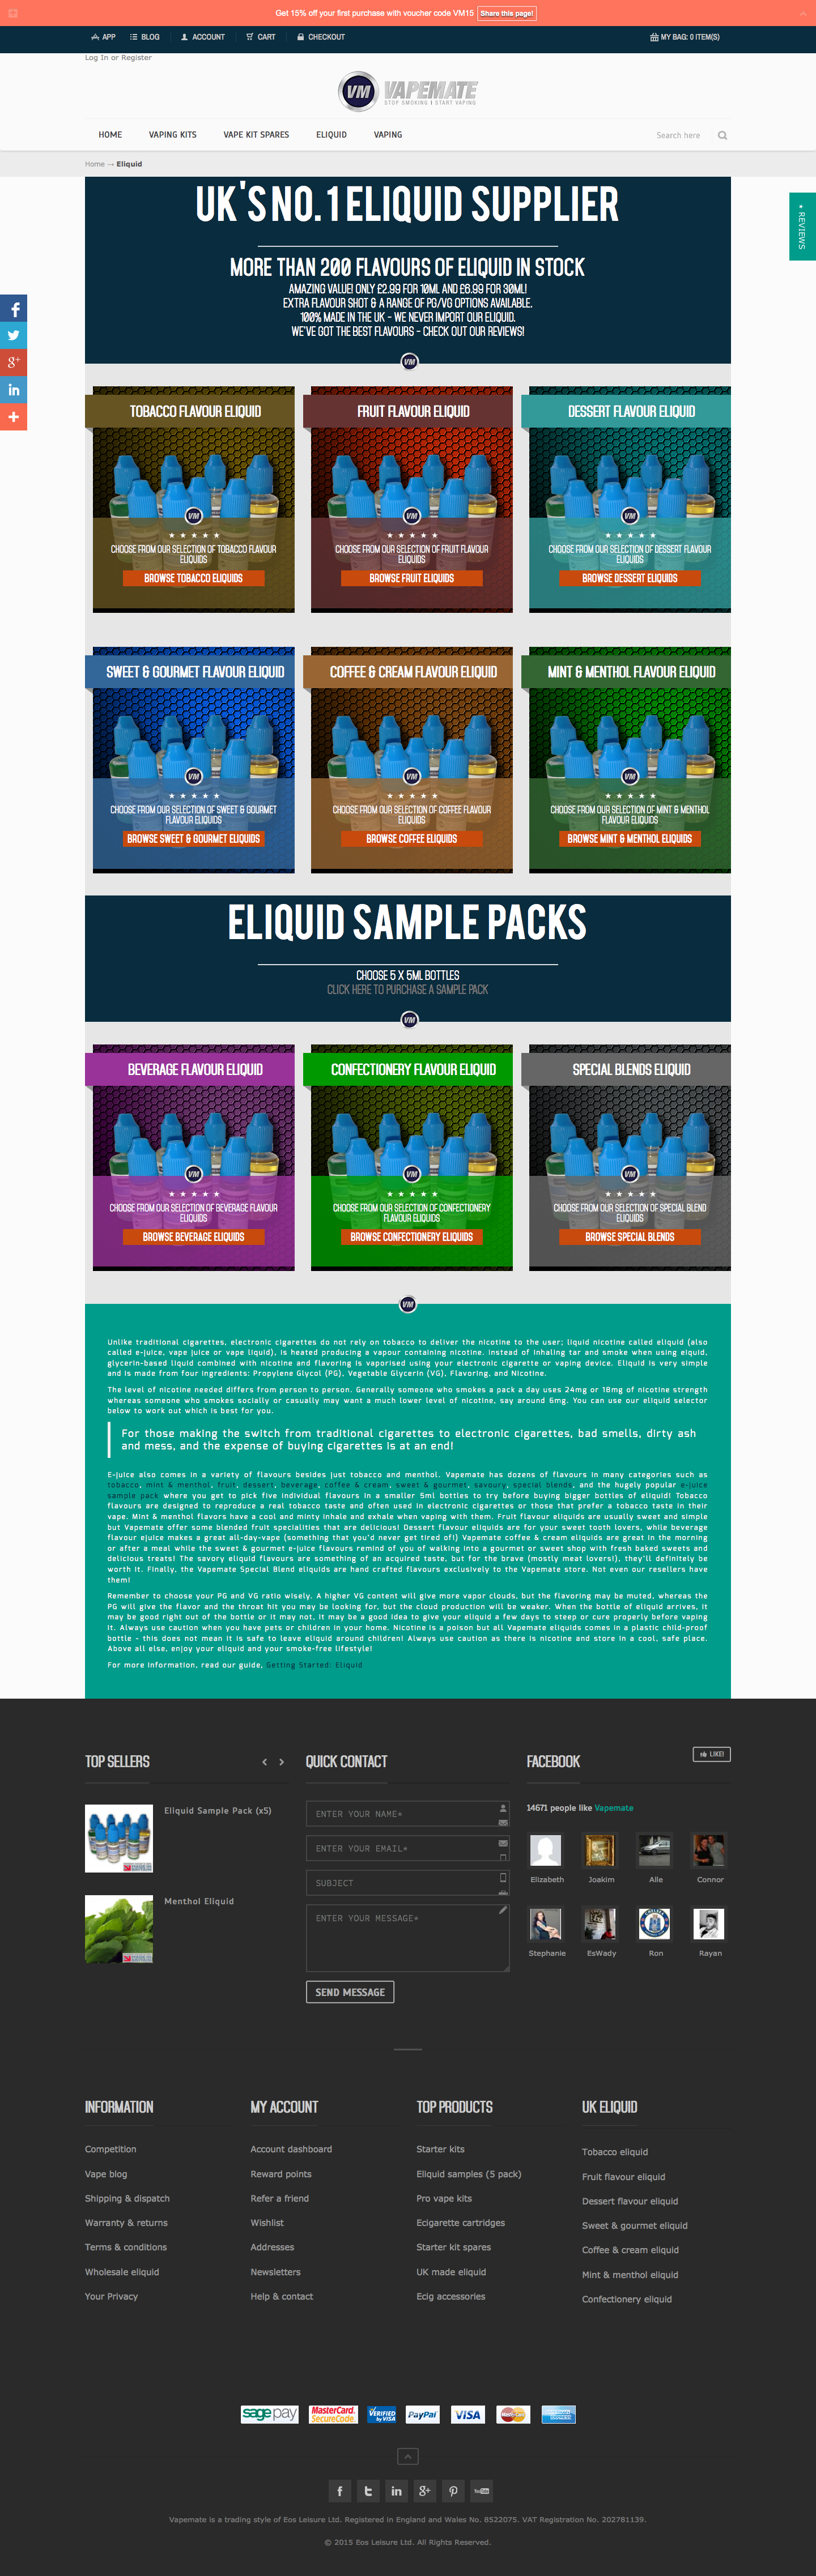 Get 15% off your first purchase with voucher code VM15 Share this page!
APP BLOG ACCOUNT CART CHECKOUT MY BAG: 0 ITEM(S)
Log In or Register
VM VAPEMATE
STOP SMOKING | START VAPING
HOME VAPING KITS VAPE KIT SPARES ELIQUID VAPING Search here
Home → Eliquid
UK'S NO. 1 ELIQUID SUPPLIER
★ REVIEWS
MORE THAN 200 FLAVOURS OF ELIQUID IN STOCK
AMAZING VALUE! ONLY £2.99 FOR 10ML AND £6.99 FOR 30ML!
EXTRA FLAVOUR SHOT & A RANGE OF PG/VG OPTIONS AVAILABLE.
100% MADE IN THE UK - WE NEVER IMPORT OUR ELIQUID.
WE'VE GOT THE BEST FLAVOURS - CHECK OUT OUR REVIEWS!
VM
TOBACCO FLAVOUR ELIQUID
VM
CHOOSE FROM OUR SELECTION OF TOBACCO FLAVOUR
ELIQUIDS
BROWSE TOBACCO ELIQUIDS
FRUIT FLAVOUR ELIQUID
VM
CHOOSE FROM OUR SELECTION OF FRUIT FLAVOUR
ELIQUIDS
BROWSE FRUIT ELIQUIDS
DESSERT FLAVOUR ELIQUID
VM
CHOOSE FROM OUR SELECTION OF DESSERT FLAVOUR
ELIQUIDS
BROWSE DESSERT ELIQUIDS
SWEET & GOURMET FLAVOUR ELIQUID
VM
CHOOSE FROM OUR SELECTION OF SWEET & GOURMET
FLAVOUR ELIQUIDS
BROWSE SWEET & GOURMET ELIQUIDS
COFFEE & CREAM FLAVOUR ELIQUID
VM
CHOOSE FROM OUR SELECTION OF COFFEE FLAVOUR
ELIQUIDS
BROWSE COFFEE ELIQUIDS
MINT & MENTHOL FLAVOUR ELIQUID
VM
CHOOSE FROM OUR SELECTION OF MINT & MENTHOL
FLAVOUR ELIQUIDS
BROWSE MINT & MENTHOL ELIQUIDS
ELIQUID SAMPLE PACKS
CHOOSE 5 X 5ML BOTTLES
CLICK HERE TO PURCHASE A SAMPLE PACK
VM
BEVERAGE FLAVOUR ELIQUID
VM
CHOOSE FROM OUR SELECTION OF BEVERAGE FLAVOUR
ELIQUIDS
BROWSE BEVERAGE ELIQUIDS
CONFECTIONERY FLAVOUR ELIQUID
VM
CHOOSE FROM OUR SELECTION OF CONFECTIONERY
FLAVOUR ELIQUIDS
BROWSE CONFECTIONERY ELIQUIDS
SPECIAL BLENDS ELIQUID
VM
CHOOSE FROM OUR SELECTION OF SPECIAL BLEND
ELIQUIDS
BROWSE SPECIAL BLENDS
VM
Unlike traditional cigarettes, electronic cigarettes do not rely on tobacco to deliver the nicotine to the user; liquid nicotine called eliquid (also
called e-juice, vape juice or vape liquid), is heated producing a vapour containing nicotine. Instead of inhaling tar and smoke when using eiquid,
glycerin-based liquid combined with nicotine and flavoring is vaporised using your electronic cigarette or vaping device. Eliquid is very simple
and is made from four ingredients: Propylene Glycol (PG), Vegetable Glycerin (VG), Flavoring, and Nicotine.
The level of nicotine needed differs from person to person. Generally someone who smokes a pack a day uses 24mg or 18mg of nicotine strength
whereas someone who smokes socially or casually may want a much lower level of nicotine, say around 6mg. You can use our eliquid selector
below to work out which is best for you.
For those making the switch from traditional cigarettes to electronic cigarettes, bad smells, dirty ash
and mess, and the expense of buying cigarettes is at an end!
E-juice also comes in a variety of flavours besides just tobacco and menthol. Vapemate has dozens of flavours in many categories such as
tobacco, mint & menthol, fruit, dessert, beverage, coffee & cream, sweet & gourmet, savoury, special blends, and the hugely popular e-juice
sample pack where you get to pick five individual flavours in a smaller 5ml bottles to try before buying bigger bottles of eliquid! Tobacco
flavours are designed to reproduce a real tobacco taste and often used in electronic cigarettes or those that prefer a tobacco taste in their
vape. Mint & menthol flavors have a cool and minty inhale and exhale when vaping with them. Fruit flavour eliquids are usually sweet and simple
but Vapemate offer some blended fruit specialities that are delicious! Dessert flavour eliquids are for your sweet tooth lovers, while beverage
flavour ejuice makes a great all-day-vape (something that you'd never get tired of!) Vapemate coffee & cream eliquids are great in the morning
or after a meal while the sweet & gourmet e-juice flavours remind of you of walking into a gourmet or sweet shop with fresh baked sweets and
delicious treats! The savory eliquid flavours are something of an acquired taste, but for the brave (mostly meat lovers!), they'll definitely be
worth it. Finally, the Vapemate Special Blend eliquids are hand crafted flavours exclusively to the Vapemate store. Not even our resellers have
them!
Remember to choose your PG and VG ratio wisely. A higher VG content will give more vapor clouds, but the flavoring may be muted, whereas the
PG will give the flavor and the throat hit you may be looking for, but the cloud production will be weaker. When the bottle of eliquid arrives, it
may be good right out of the bottle or it may not, it may be a good idea to give your eliquid a few days to steep or cure properly before vaping
it. Always use caution when you have pets or children in your home. Nicotine is a poison but all Vapemate eliquids comes in a plastic child-proof
bottle - this does not mean it is safe to leave eliquid around children! Always use caution as there is nicotine and store in a cool, safe place.
Above all else, enjoy your eliquid and your smoke-free lifestyle!
For more information, read our guide, Getting Started: Eliquid
TOP SELLERS
Eliquid Sample Pack (x5)
Menthol Eliquid
QUICK CONTACT
ENTER YOUR NAME*
ENTER YOUR EMAIL*
SUBJECT
ENTER YOUR MESSAGE*
SEND MESSAGE
FACEBOOK
LIKE!
14671 people like Vapemate
Elizabeth Joakim Alle Connor
Stephanie EsWady Ron Rayan
INFORMATION
Competition
Vape blog
Shipping & dispatch
Warranty & returns
Terms & conditions
Wholesale eliquid
Your Privacy
MY ACCOUNT
Account dashboard
Reward points
Refer a friend
Wishlist
Addresses
Newsletters
Help & contact
TOP PRODUCTS
Starter kits
Eliquid samples (5 pack)
Pro vape kits
Ecigarette cartridges
Starter kit spares
UK made eliquid
Ecig accessories
UK ELIQUID
Tobacco eliquid
Fruit flavour eliquid
Dessert flavour eliquid
Sweet & gourmet eliquid
Coffee & cream eliquid
Mint & menthol eliquid
Confectionery eliquid
sage pay MasterCard. SecureCode. VERIFIED by VISA PayPal VISA MasterCard
Vapemate is a trading style of Eos Leisure Ltd. Registered in England and Wales No. 8522075. VAT Registration No. 202781139.
© 2015 Eos Leisure Ltd. All Rights Reserved.